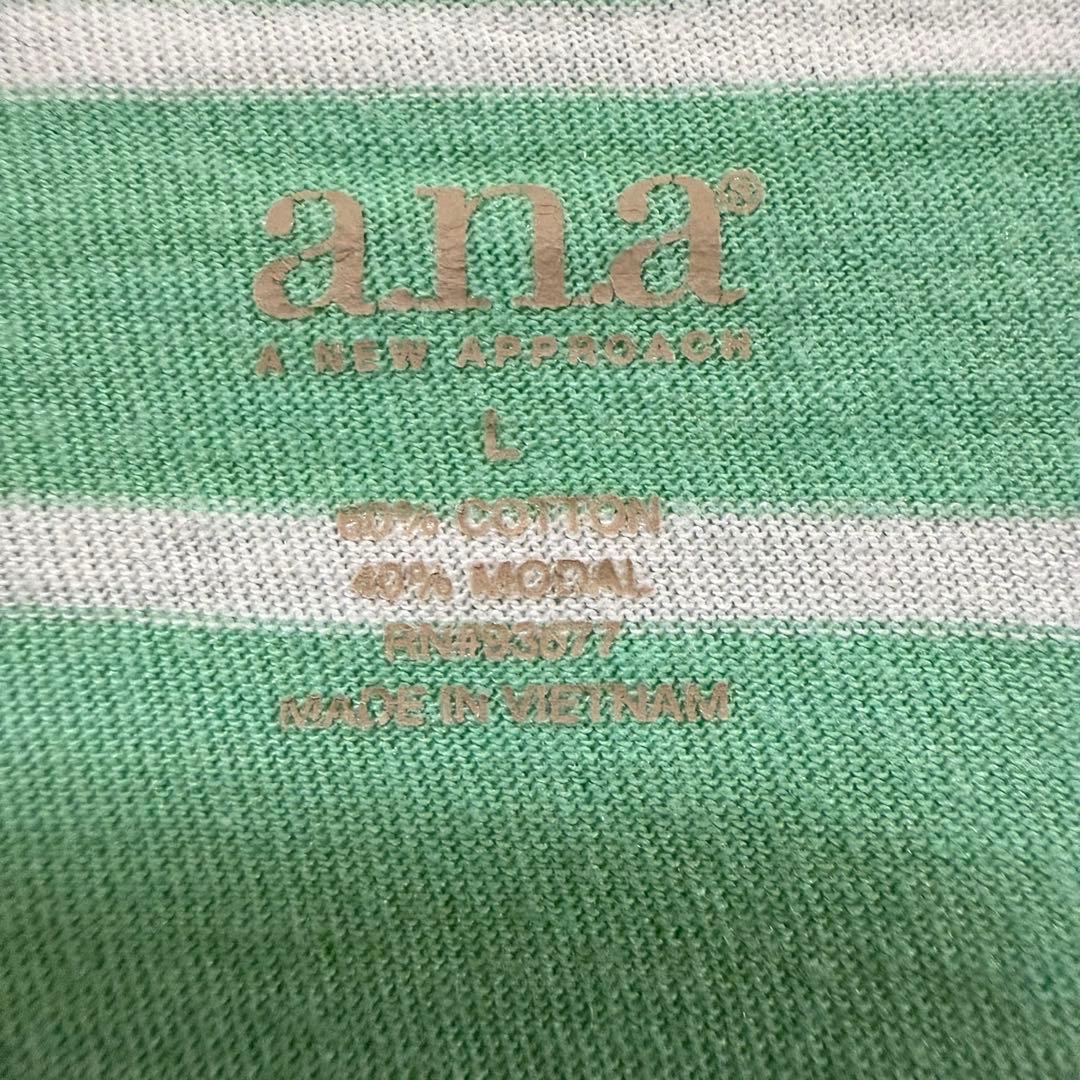 a.n.a®
A NEW APPROACH
L
60% COTTON
40% MODAL
RN#93677
MADE IN VIETNAM